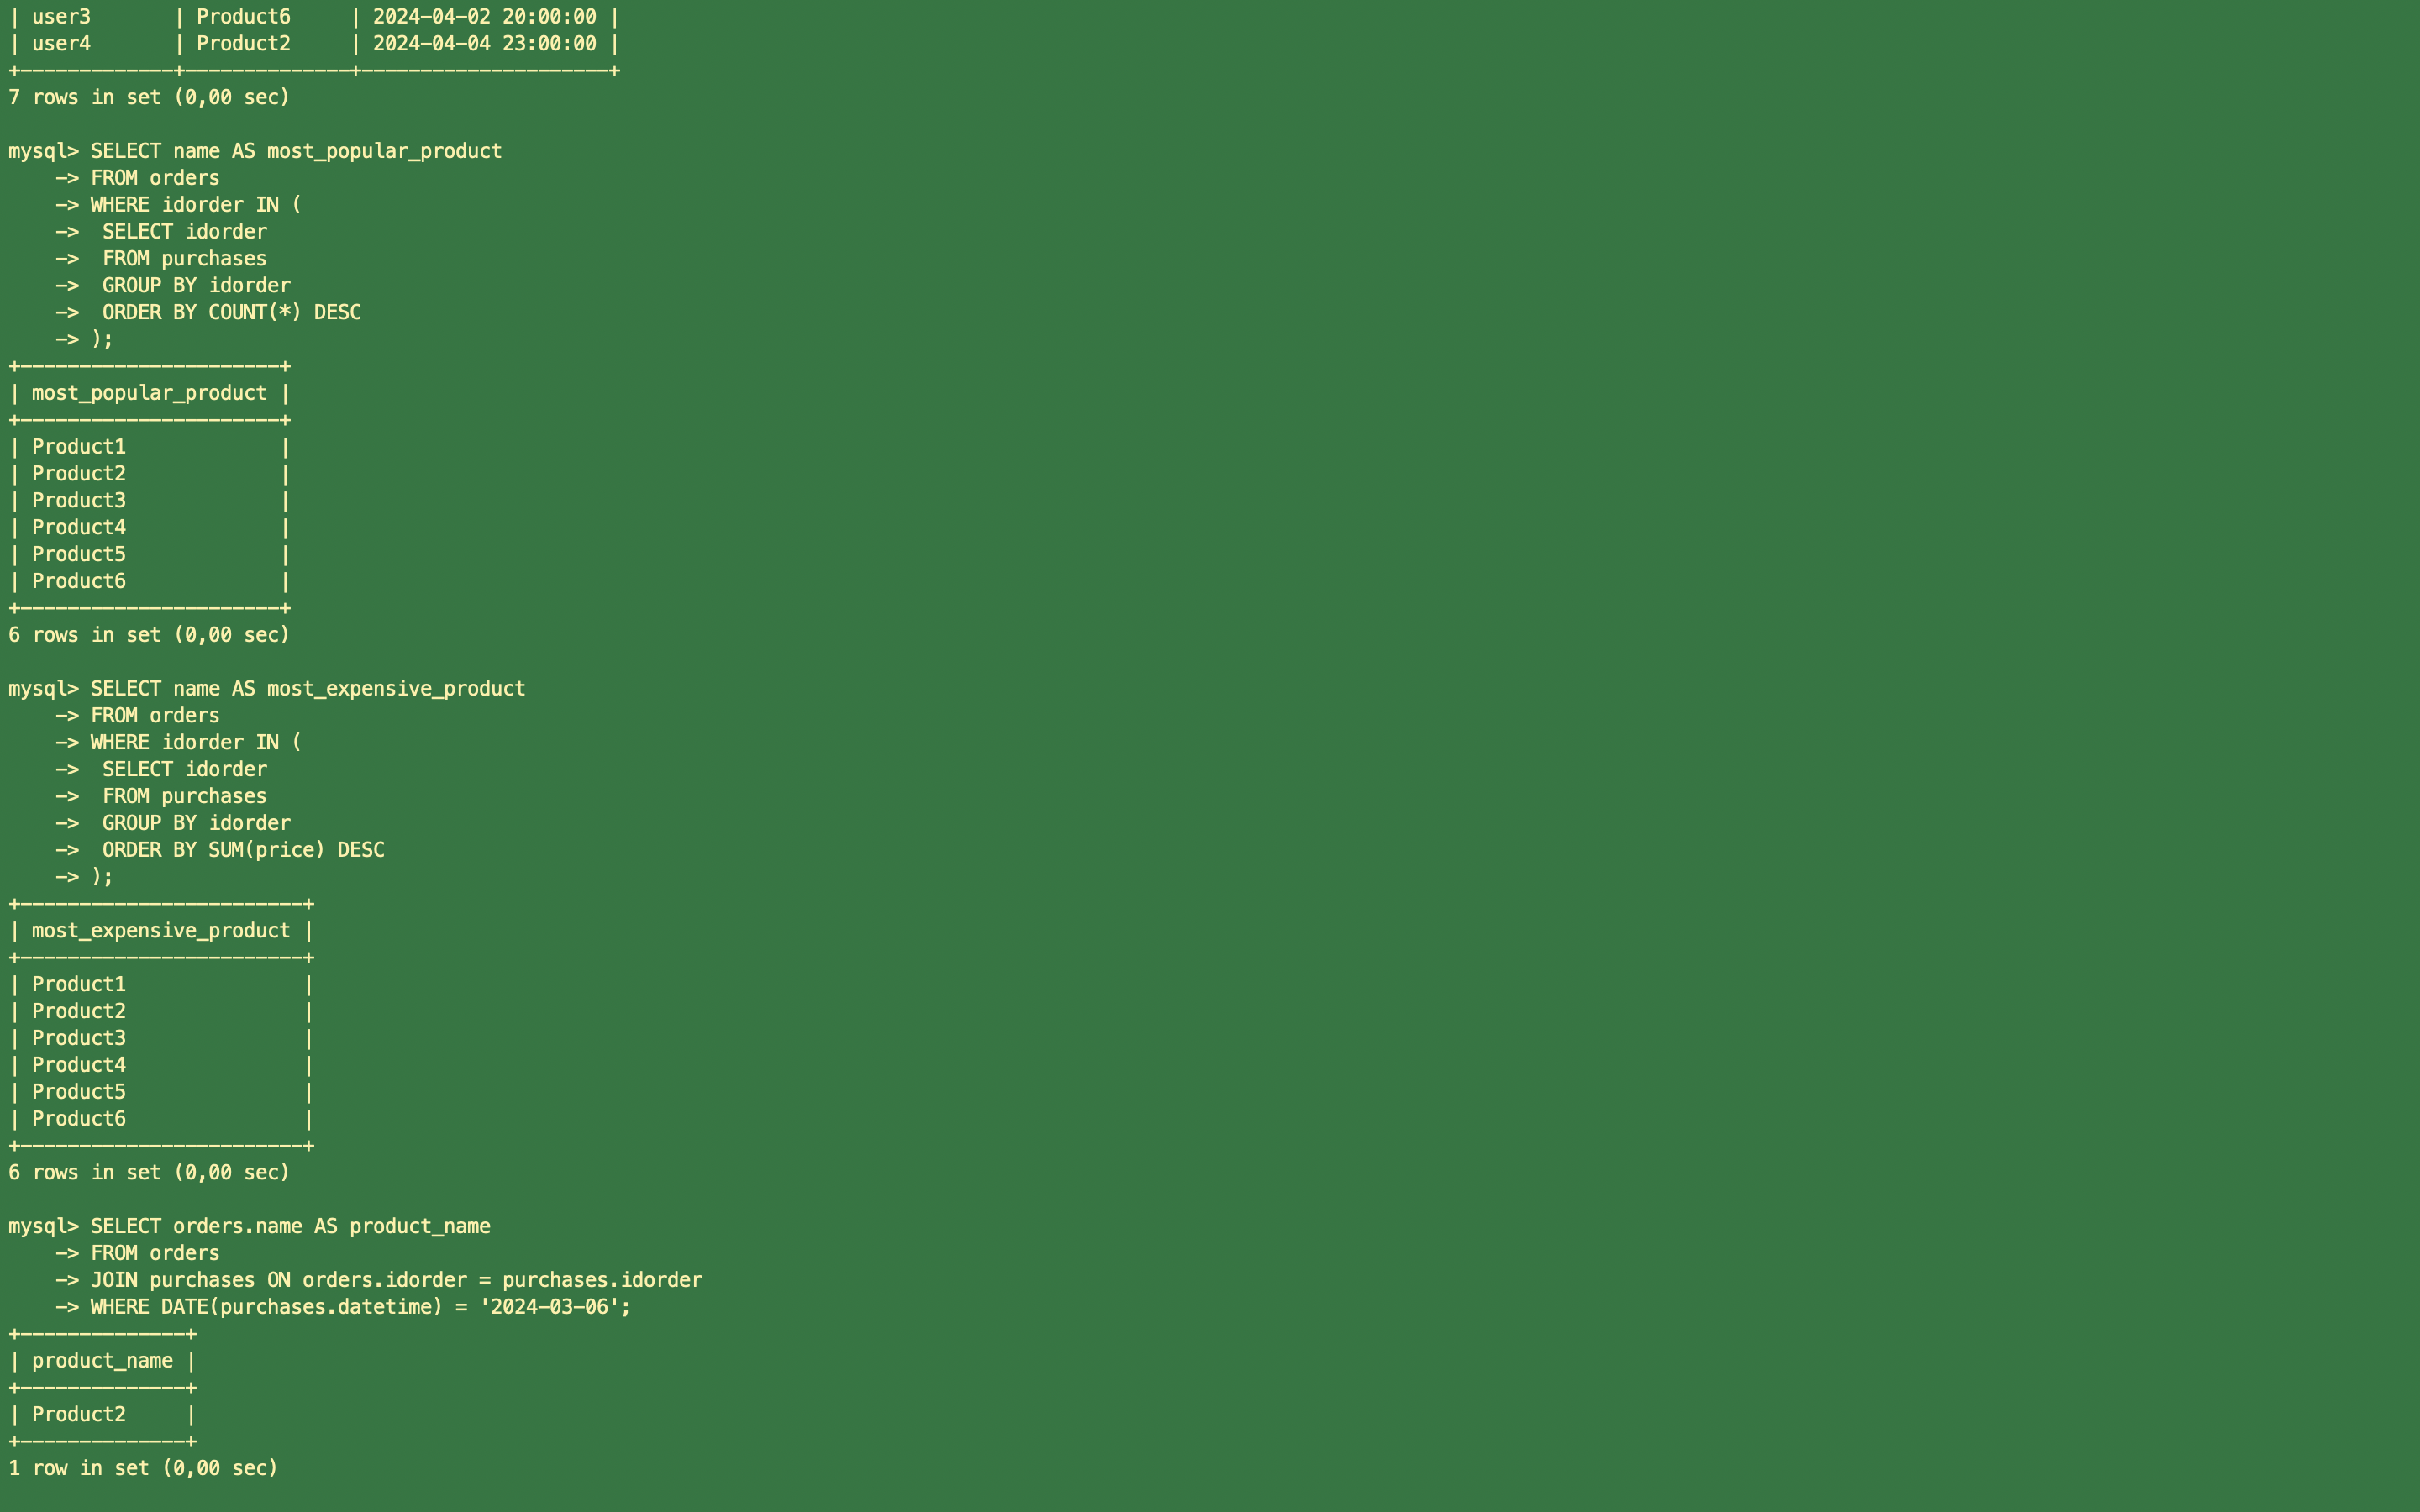 | user3       | Product6     | 2024-04-02 20:00:00 |
| user4       | Product2     | 2024-04-04 23:00:00 |
+-------------+--------------+---------------------+
7 rows in set (0,00 sec)

mysql> SELECT name AS most_popular_product
    -> FROM orders
    -> WHERE idorder IN (
    ->  SELECT idorder
    ->  FROM purchases
    ->  GROUP BY idorder
    ->  ORDER BY COUNT(*) DESC
    -> );
+----------------------+
| most_popular_product |
+----------------------+
| Product1             |
| Product2             |
| Product3             |
| Product4             |
| Product5             |
| Product6             |
+----------------------+
6 rows in set (0,00 sec)

mysql> SELECT name AS most_expensive_product
    -> FROM orders
    -> WHERE idorder IN (
    ->  SELECT idorder
    ->  FROM purchases
    ->  GROUP BY idorder
    ->  ORDER BY SUM(price) DESC
    -> );
+------------------------+
| most_expensive_product |
+------------------------+
| Product1               |
| Product2               |
| Product3               |
| Product4               |
| Product5               |
| Product6               |
+------------------------+
6 rows in set (0,00 sec)

mysql> SELECT orders.name AS product_name
    -> FROM orders
    -> JOIN purchases ON orders.idorder = purchases.idorder
    -> WHERE DATE(purchases.datetime) = '2024-03-06';
+--------------+
| product_name |
+--------------+
| Product2     |
+--------------+
1 row in set (0,00 sec)